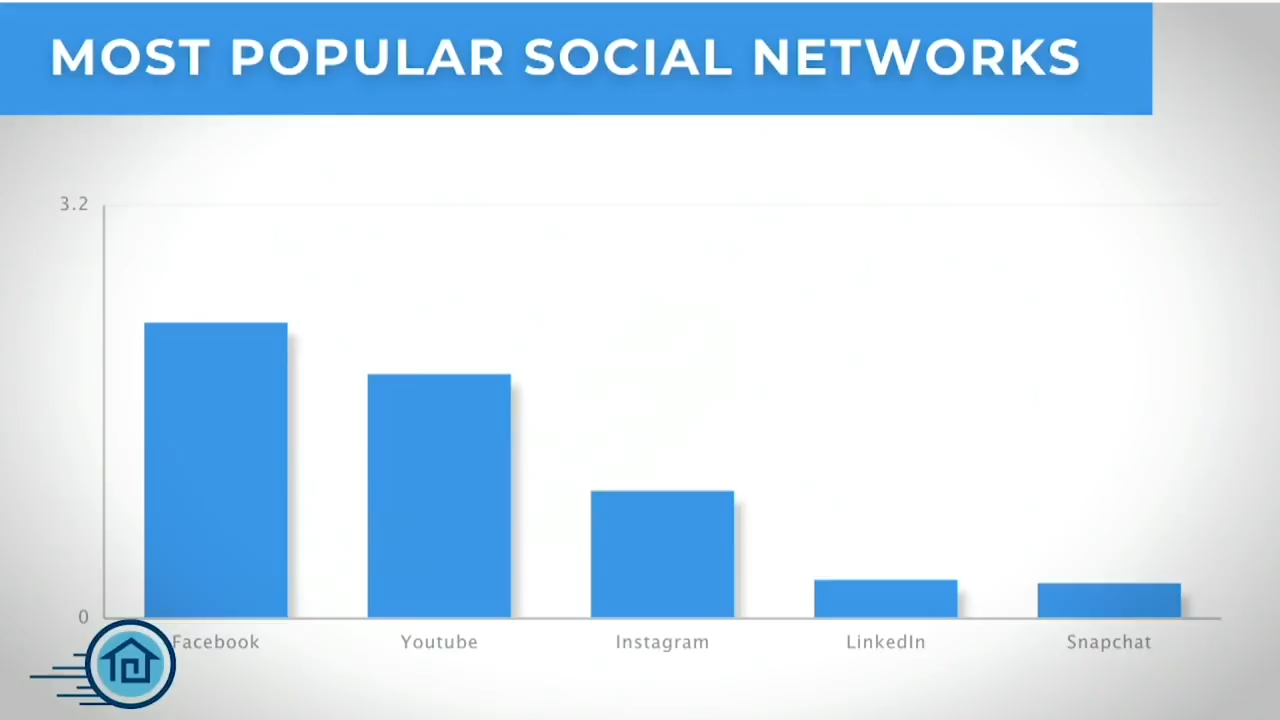 MOST POPULAR SOCIAL NETWORKS
3.2
0
Facebook Youtube Instagram LinkedIn Snapchat